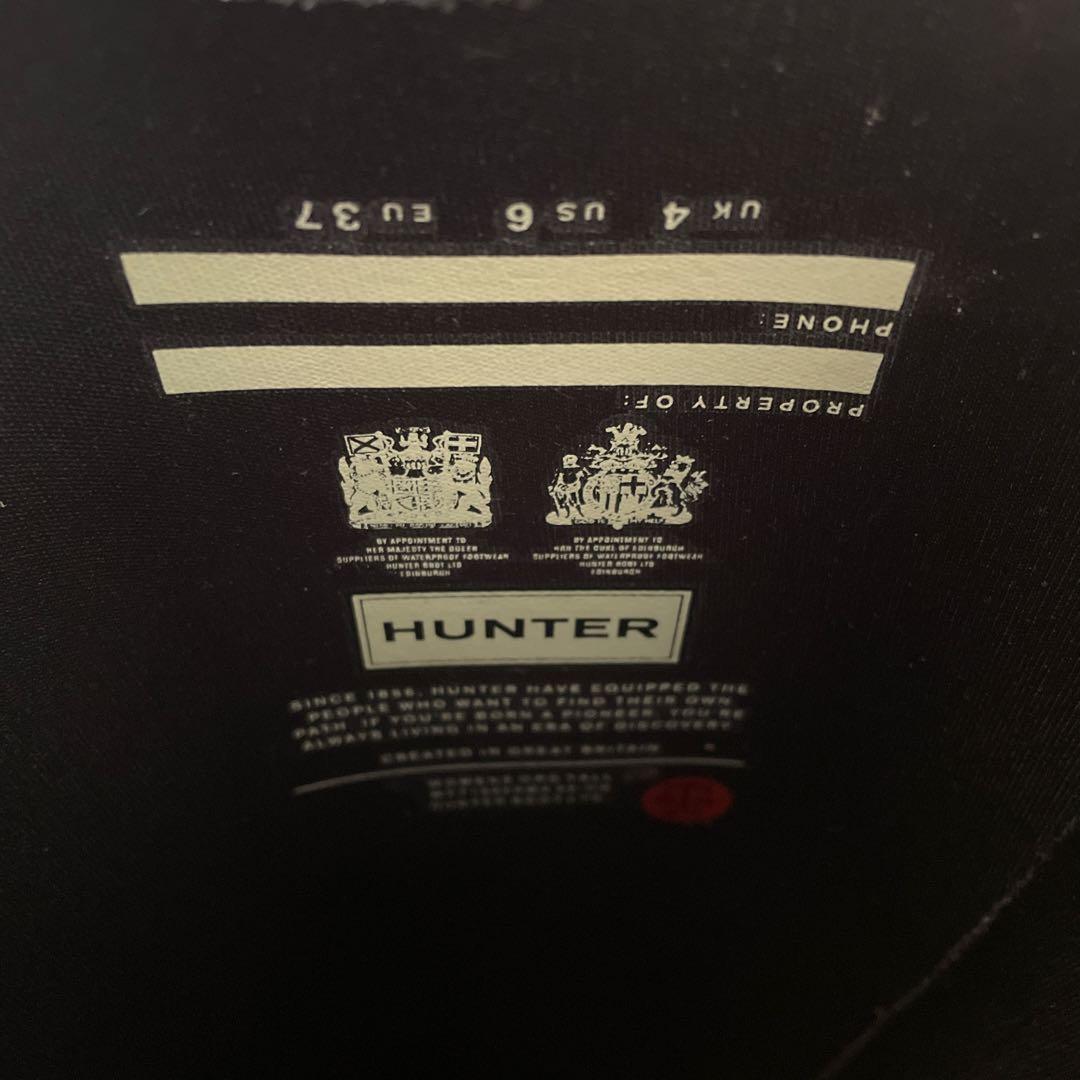 UK 4 US 6 EU 37
PHONE:
PROPERTY OF:
BY APPOINTMENT TO
HER MAJESTY THE QUEEN
SUPPLIERS OF WATERPROOF FOOTWEAR
HUNTER BOOT LTD
EDINBURGH
BY APPOINTMENT TO
HRH THE DUKE OF EDINBURGH
SUPPLIERS OF WATERPROOF FOOTWEAR
HUNTER BOOT LTD
EDINBURGH
HUNTER
SINCE 1856, HUNTER HAVE EQUIPPED THE
PEOPLE WHO WANT TO FIND THEIR OWN
PATH. IF YOU'RE BORN A PIONEER, YOU'RE
ALWAYS LIVING IN AN ERA OF DISCOVERY.
CREATED IN GREAT BRITAIN
WOMENS ORG TALL